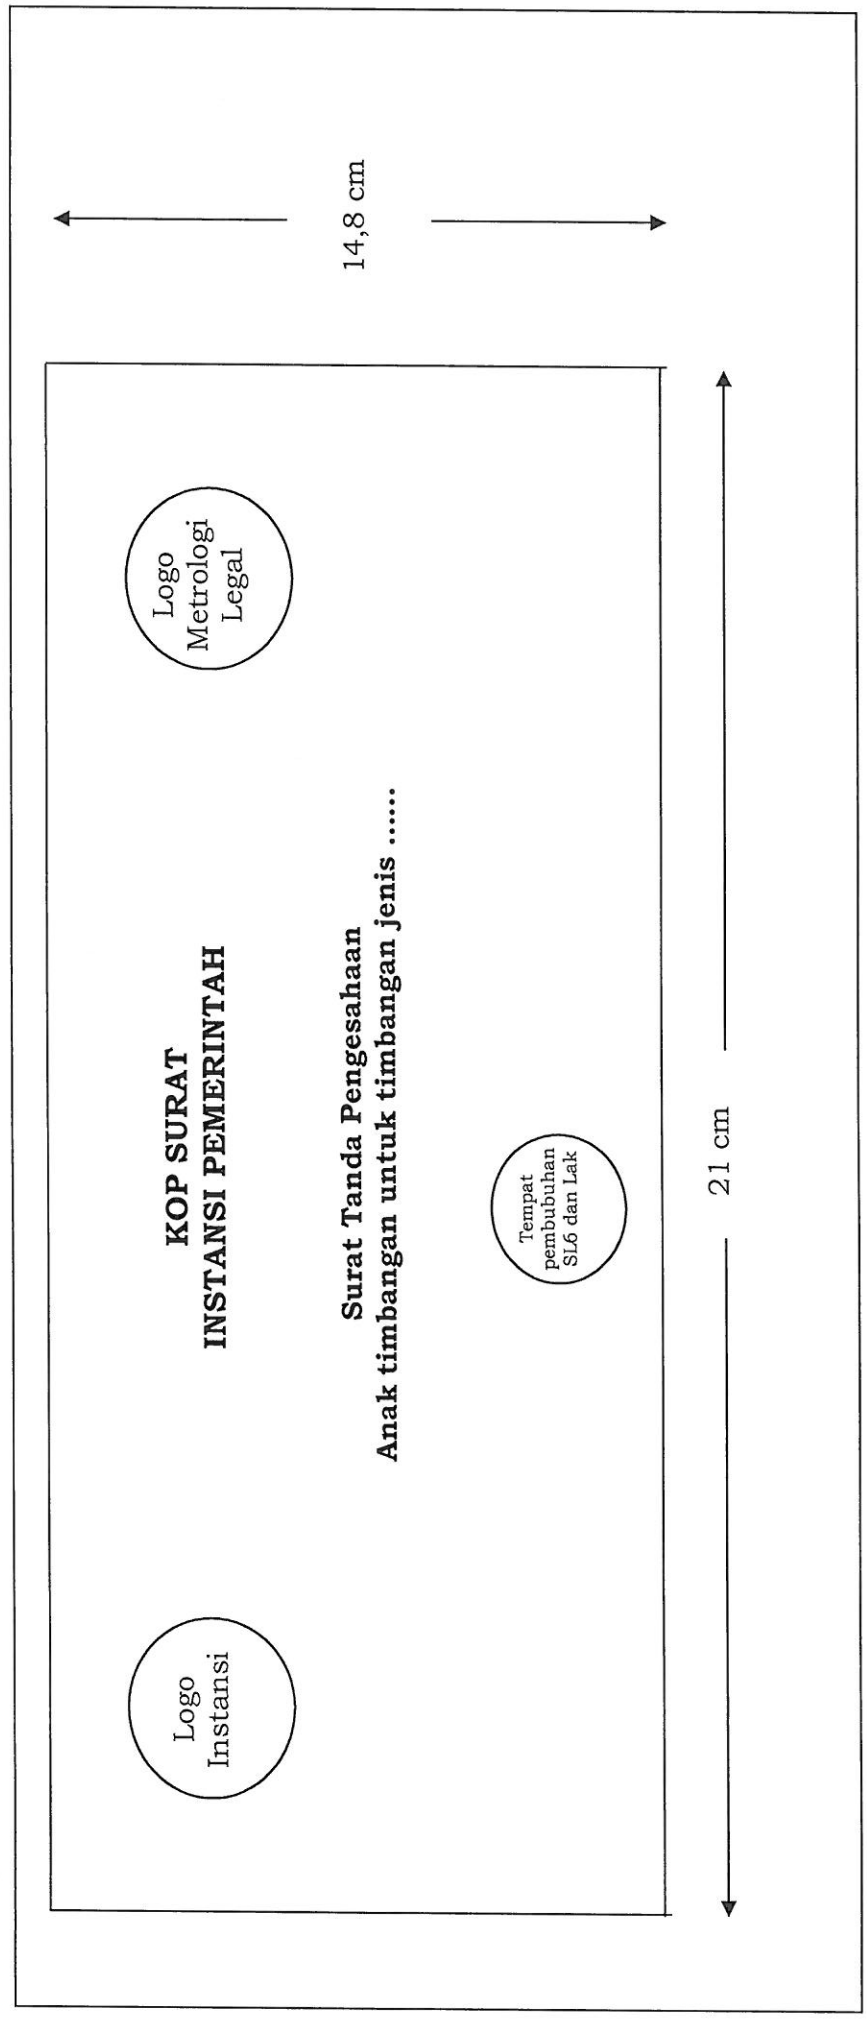 Logo
Instansi
KOP SURAT
INSTANSI PEMERINTAH
Logo
Metrologi
Legal
Surat Tanda Pengesahaan
Anak timbangan untuk timbangan jenis ......
Tempat
pembubuhan
SL6 dan Lak
14,8 cm
21 cm